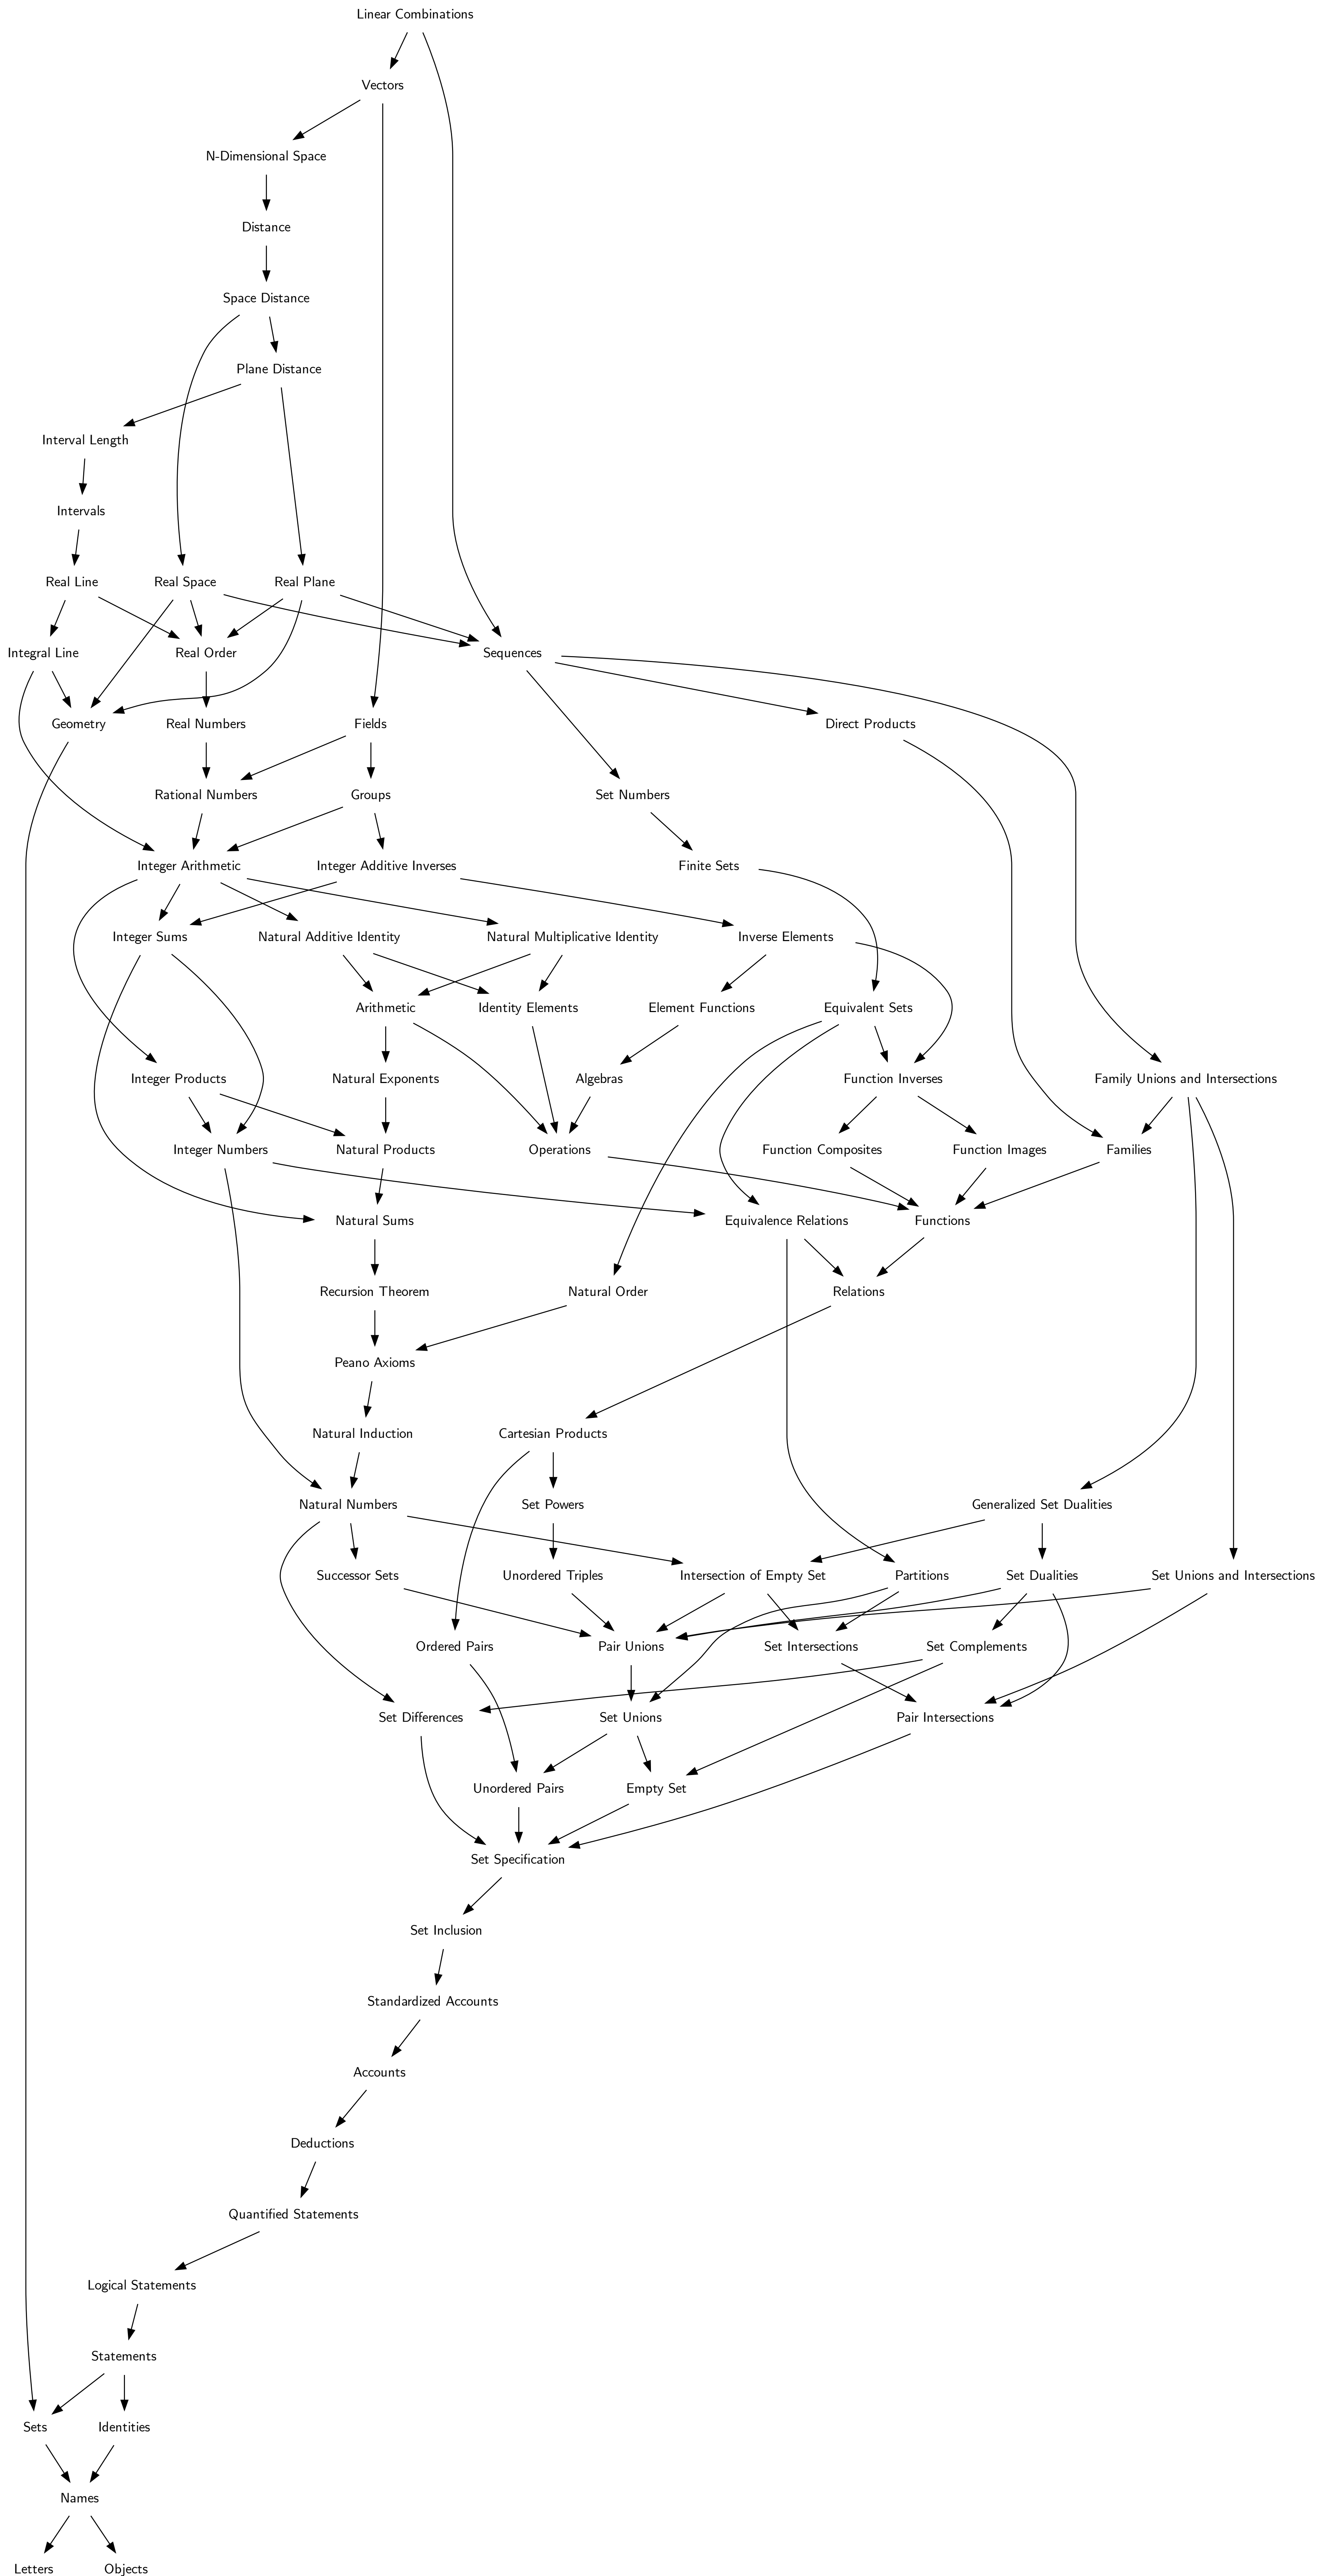 Linear Combinations
Vectors
N-Dimensional Space
Distance
Space Distance
Plane Distance
Interval Length
Intervals
Real Line
Real Space
Real Plane
Integral Line
Real Order
Sequences
Geometry
Real Numbers
Fields
Direct Products
Rational Numbers
Groups
Set Numbers
Integer Arithmetic
Integer Additive Inverses
Finite Sets
Integer Sums
Natural Additive Identity
Natural Multiplicative Identity
Inverse Elements
Arithmetic
Identity Elements
Element Functions
Equivalent Sets
Integer Products
Natural Exponents
Algebras
Function Inverses
Family Unions and Intersections
Integer Numbers
Natural Products
Operations
Function Composites
Function Images
Families
Natural Sums
Equivalence Relations
Functions
Recursion Theorem
Natural Order
Relations
Peano Axioms
Natural Induction
Cartesian Products
Natural Numbers
Set Powers
Generalized Set Dualities
Successor Sets
Unordered Triples
Intersection of Empty Set
Partitions
Set Dualities
Set Unions and Intersections
Ordered Pairs
Pair Unions
Set Intersections
Set Complements
Set Differences
Set Unions
Pair Intersections
Unordered Pairs
Empty Set
Set Specification
Set Inclusion
Standardized Accounts
Accounts
Deductions
Quantified Statements
Logical Statements
Statements
Sets
Identities
Names
Letters
Objects